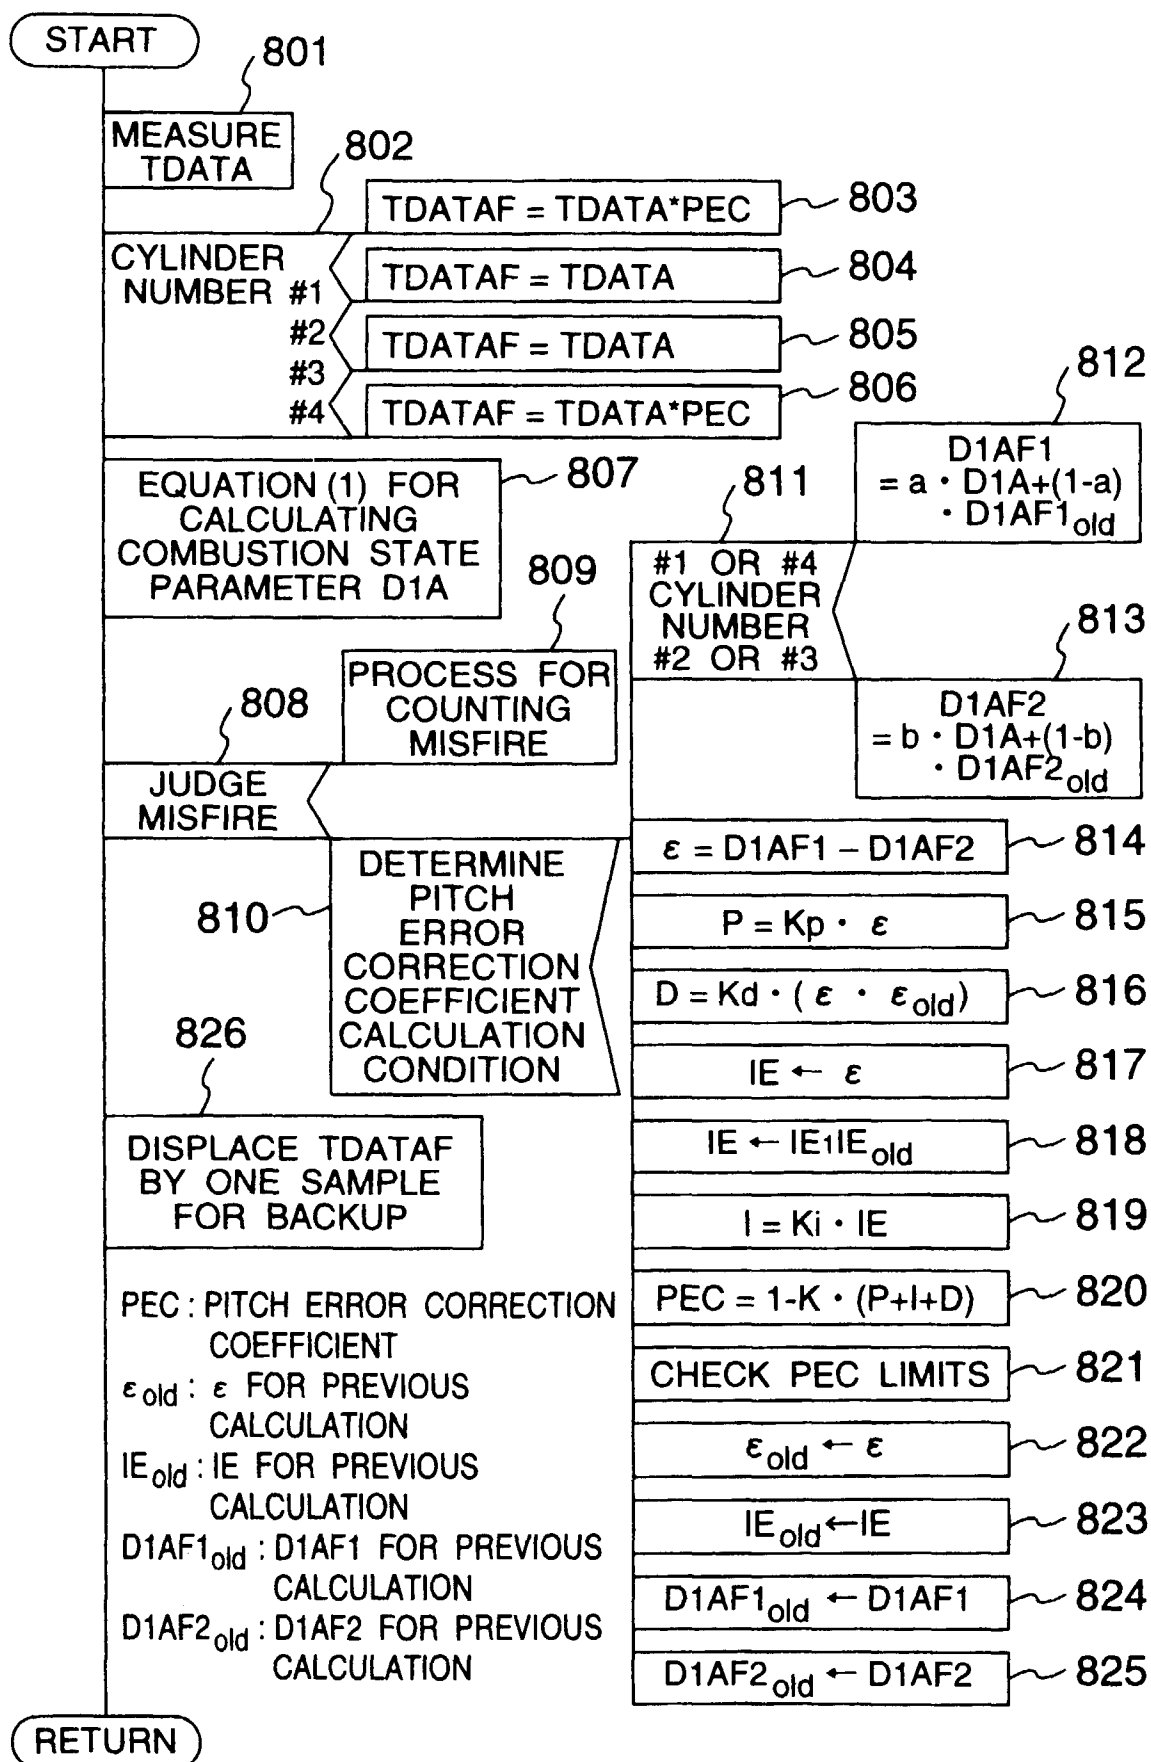 START
801
MEASURE
TDATA
802
TDATAF = TDATA*PEC
803
CYLINDER
NUMBER #1
#2
#3
#4
TDATAF = TDATA
804
TDATAF = TDATA
805
TDATAF = TDATA*PEC
806
EQUATION (1) FOR
CALCULATING
COMBUSTION STATE
PARAMETER D1A
807
808
JUDGE
MISFIRE
809
PROCESS FOR
COUNTING
MISFIRE
810
DETERMINE
PITCH
ERROR
CORRECTION
COEFFICIENT
CALCULATION
CONDITION
811
#1 OR #4
CYLINDER
NUMBER
#2 OR #3
812
D1AF1
= a · D1A+(1-a)
· D1AF1old
813
D1AF2
= b · D1A+(1-b)
· D1AF2old
ε = D1AF1 – D1AF2
814
P = Kp · ε
815
D = Kd · ( ε · εold)
816
IE ← ε
817
IE ← IE1IEold
818
I = Ki · IE
819
PEC = 1-K · (P+I+D)
820
CHECK PEC LIMITS
821
εold ← ε
822
IEold←IE
823
D1AF1old ← D1AF1
824
D1AF2old ← D1AF2
825
826
DISPLACE TDATAF
BY ONE SAMPLE
FOR BACKUP
PEC : PITCH ERROR CORRECTION
COEFFICIENT
εold : ε FOR PREVIOUS
CALCULATION
IEold : IE FOR PREVIOUS
CALCULATION
D1AF1old : D1AF1 FOR PREVIOUS
CALCULATION
D1AF2old : D1AF2 FOR PREVIOUS
CALCULATION
RETURN